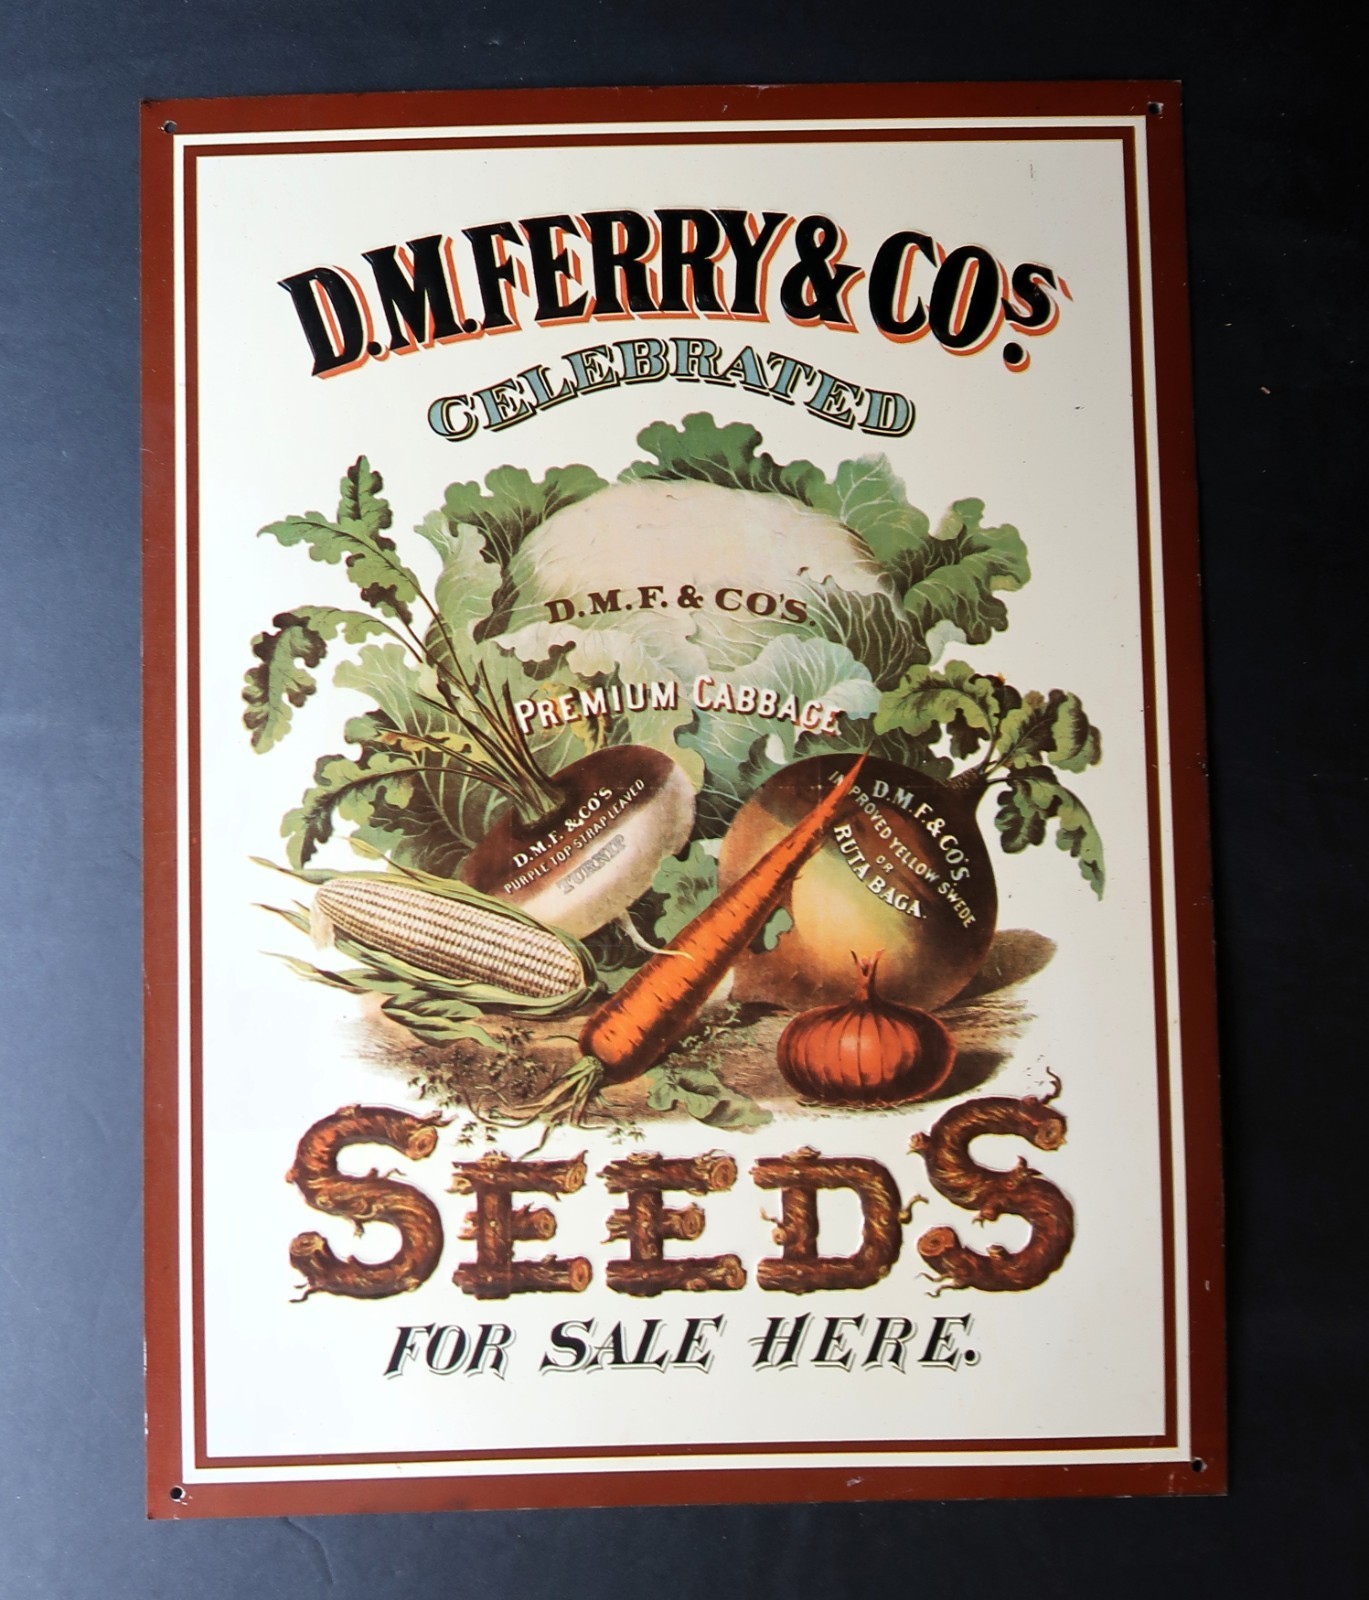 D.M.FERRY & COS.
CELEBRATED
D.M.F. & CO'S.
PREMIUM CABBAGE
D.M.F. & CO'S
PURPLE TOP STRAP LEAVED
TURNIP
D.M.F. & CO'S.
IMPROVED YELLOW SWEDE
OR
RUTA BAGA.
SEEDS
FOR SALE HERE.